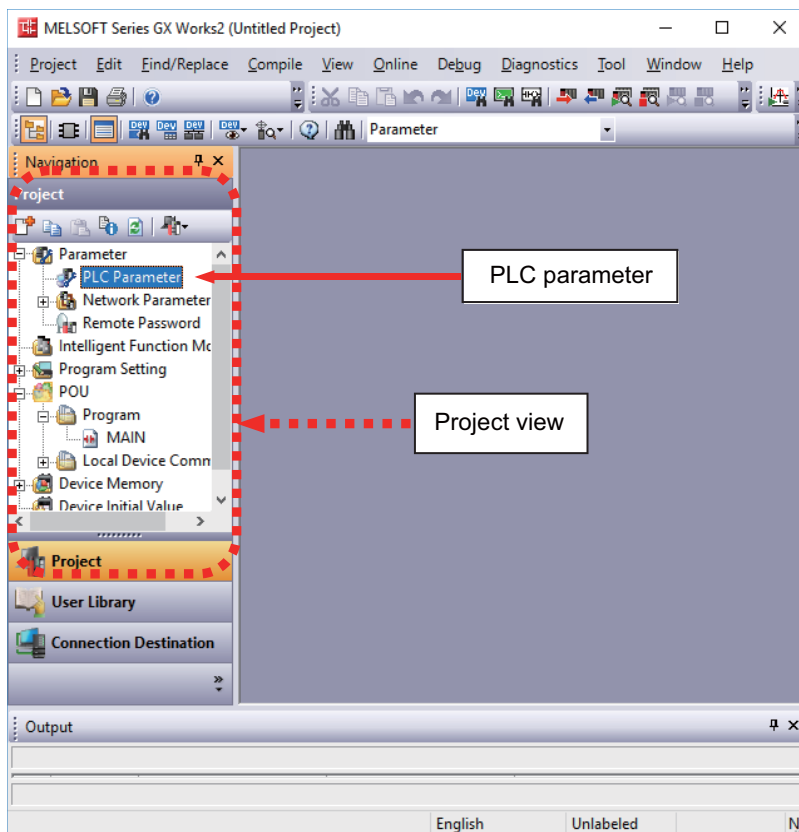 MELSOFT Series GX Works2 (Untitled Project)
Project Edit Find/Replace Compile View Online Debug Diagnostics Tool Window Help
Parameter
Navigation
Project
Parameter
PLC Parameter
PLC parameter
Network Parameter
Remote Password
Intelligent Function Mo
Program Setting
POU
Program
Project view
MAIN
Local Device Comm
Device Memory
Device Initial Value
Project
User Library
Connection Destination
Output
English Unlabeled N